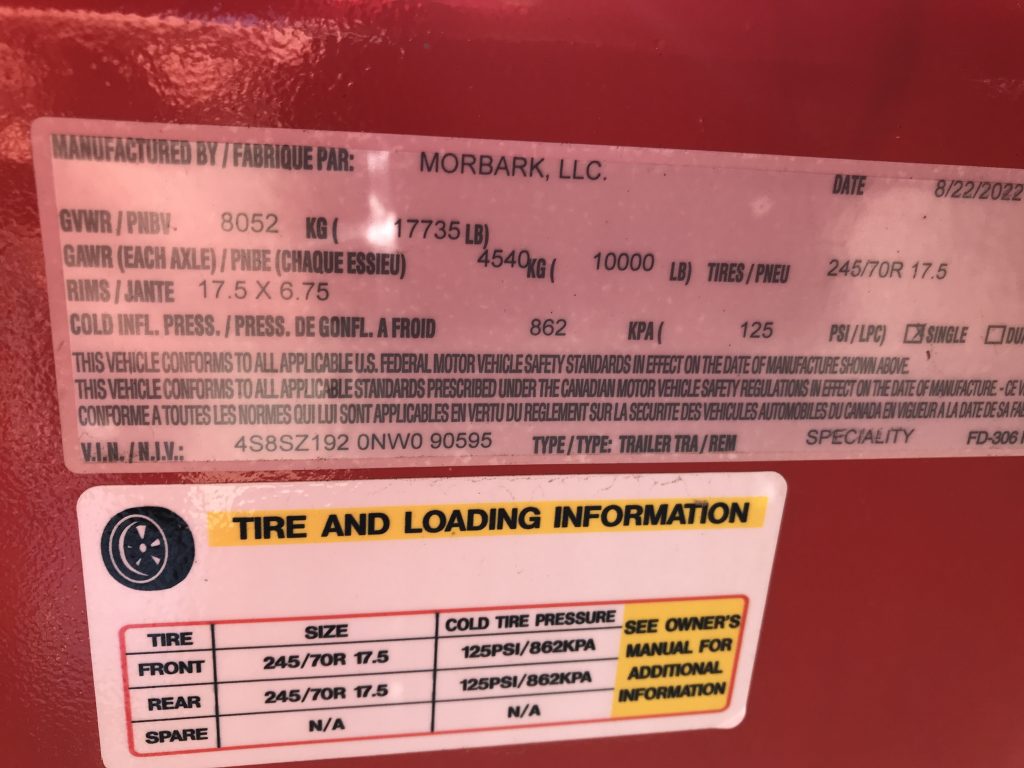 MANUFACTURED BY / FABRIQUE PAR: MORBARK, LLC. DATE 8/22/2022
GVWR / PNBV. 8052 KG ( 17735 LB)
GAWR (EACH AXLE) / PNBE (CHAQUE ESSIEU) 4540 KG ( 10000 LB) TIRES / PNEU 245/70R 17.5
RIMS / JANTE 17.5 X 6.75
COLD INFL. PRESS. / PRESS. DE GONFL. A FROID 862 KPA ( 125 PSI / LPC) ☒ SINGLE ☐
THIS VEHICLE CONFORMS TO ALL APPLICABLE U.S. FEDERAL MOTOR VEHICLE SAFETY STANDARDS IN EFFECT ON THE DATE OF MANUFACTURE SHOWN ABOVE.
THIS VEHICLE CONFORMS TO ALL APPLICABLE STANDARDS PRESCRIBED UNDER THE CANADIAN MOTOR VEHICLE SAFETY REGULATIONS IN EFFECT ON THE DATE OF MANUFACTURE - CE
CONFORME A TOUTES LES NORMES QUI LUI SONT APPLICABLES EN VERTU DU REGLEMENT SUR LA SECURITE DES VEHICULES AUTOMOBILES DU CANADA EN VIGUEUR A LA DATE DE SA
V.I.N. / N.I.V.: 4S8SZ192 0NW0 90595 TYPE / TYPE: TRAILER TRA / REM SPECIALITY FD-306
TIRE AND LOADING INFORMATION
TIRE SIZE COLD TIRE PRESSURE SEE OWNER'S
FRONT 245/70R 17.5 125PSI/862KPA MANUAL FOR
REAR 245/70R 17.5 125PSI/862KPA ADDITIONAL
SPARE N/A N/A INFORMATION